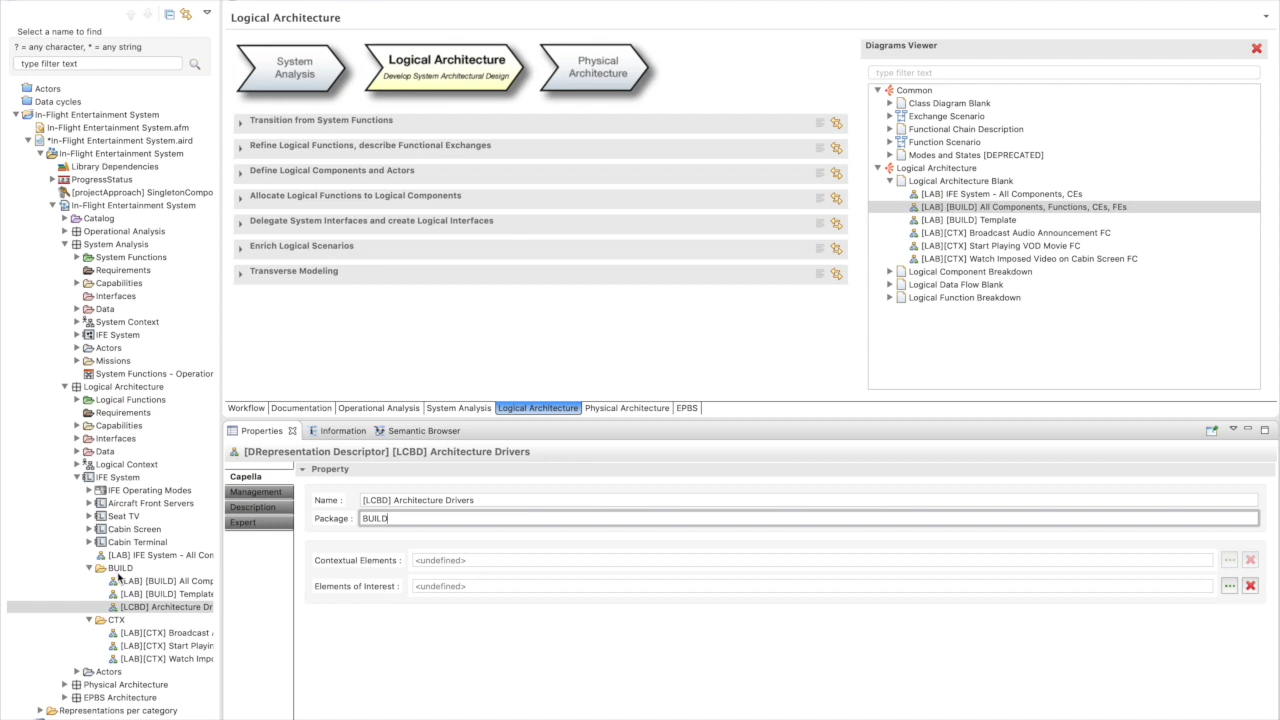 Select a name to find
? = any character, * = any string
type filter text
Actors
Data cycles
In-Flight Entertainment System
In-Flight Entertainment System.afm
*In-Flight Entertainment System.aird
In-Flight Entertainment System
Library Dependencies
ProgressStatus
[projectApproach] SingletonCompo
In-Flight Entertainment System
Catalog
Operational Analysis
System Analysis
System Functions
Requirements
Capabilities
Interfaces
Data
System Context
IFE System
Actors
Missions
System Functions - Operation
Logical Architecture
Logical Functions
Requirements
Capabilities
Interfaces
Data
Logical Context
IFE System
IFE Operating Modes
Aircraft Front Servers
Seat TV
Cabin Screen
Cabin Terminal
[LAB] IFE System - All Con
BUILD
[LAB] [BUILD] All Comp
[LAB] [BUILD] Template
[LCBD] Architecture Dr
CTX
[LAB][CTX] Broadcast
[LAB][CTX] Start Playin
[LAB][CTX] Watch Impo
Actors
Physical Architecture
EPBS Architecture
Representations per category
Logical Architecture
System
Analysis
Logical Architecture
Develop System Architectural Design
Physical
Architecture
Transition from System Functions
Refine Logical Functions, describe Functional Exchanges
Define Logical Components and Actors
Allocate Logical Functions to Logical Components
Delegate System Interfaces and create Logical Interfaces
Enrich Logical Scenarios
Transverse Modeling
Diagrams Viewer
type filter text
Common
Class Diagram Blank
Exchange Scenario
Functional Chain Description
Function Scenario
Modes and States [DEPRECATED]
Logical Architecture
Logical Architecture Blank
[LAB] IFE System - All Components, CEs
[LAB] [BUILD] All Components, Functions, CEs, FEs
[LAB] [BUILD] Template
[LAB][CTX] Broadcast Audio Announcement FC
[LAB][CTX] Start Playing VOD Movie FC
[LAB][CTX] Watch Imposed Video on Cabin Screen FC
Logical Component Breakdown
Logical Data Flow Blank
Logical Function Breakdown
Workflow Documentation Operational Analysis System Analysis Logical Architecture Physical Architecture EPBS
Properties Information Semantic Browser
[DRepresentation Descriptor] [LCBD] Architecture Drivers
Capella
Management
Description
Expert
Property
Name : [LCBD] Architecture Drivers
Package : BUILD
Contextual Elements : <undefined>
Elements of Interest : <undefined>